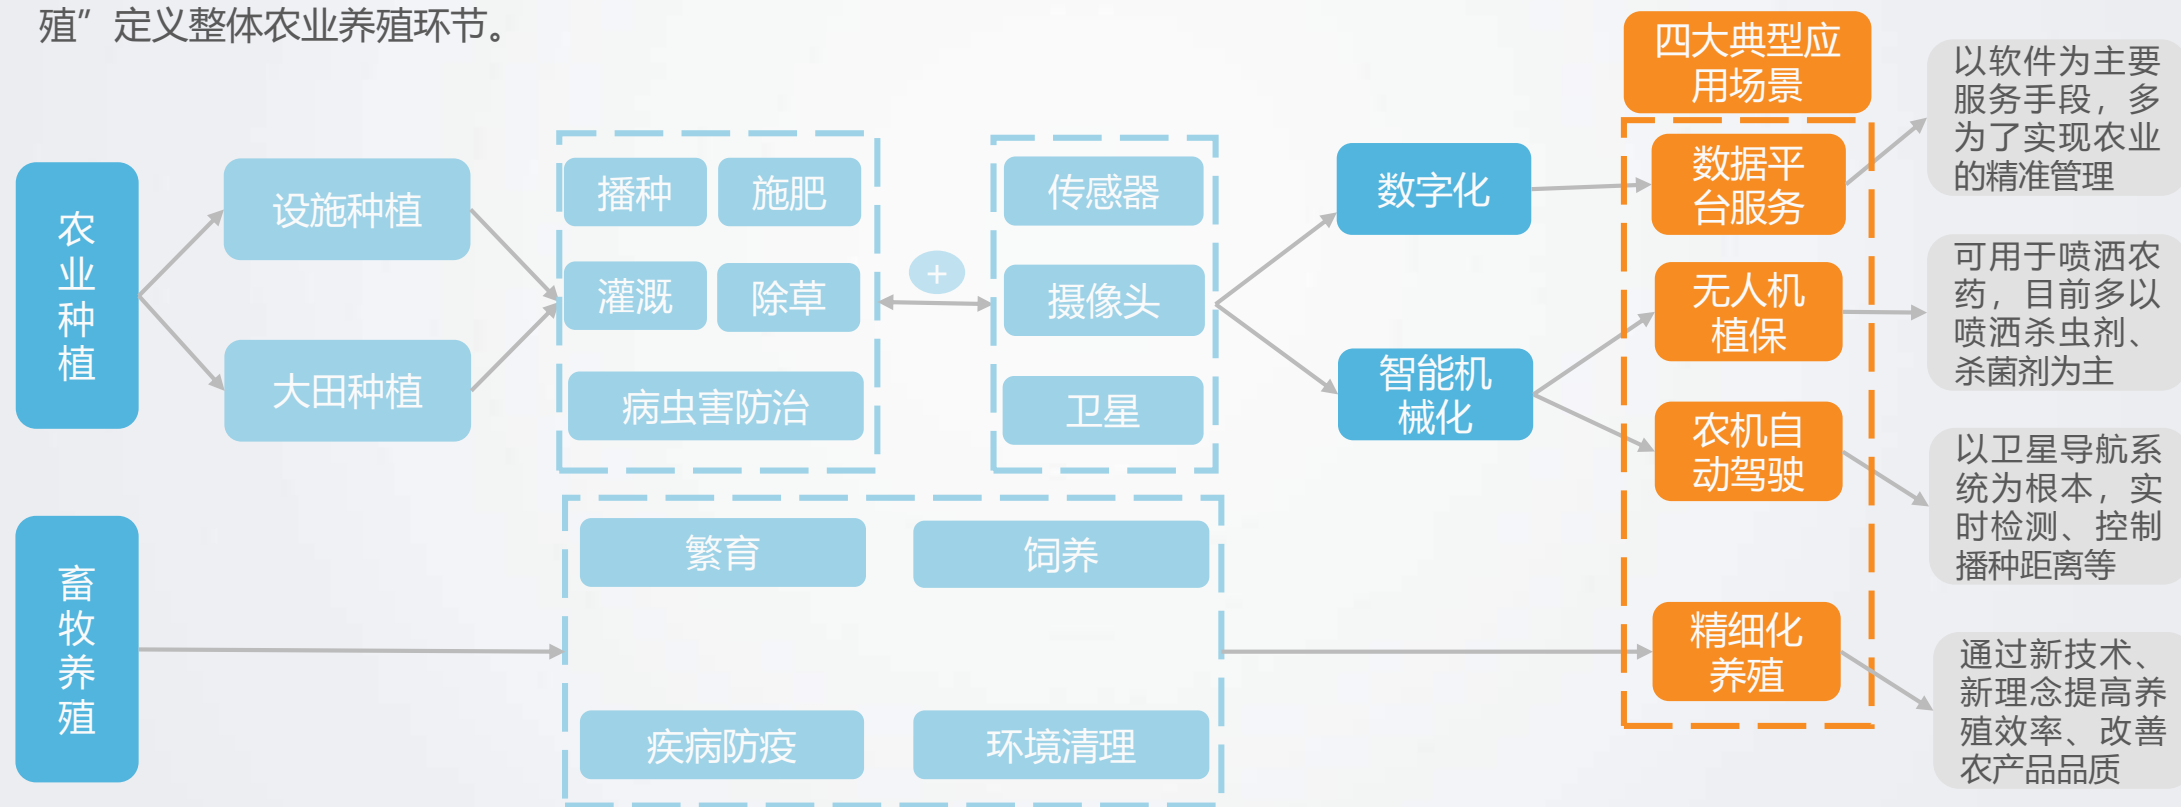 殖”定义整体农业养殖环节。
四大典型应
用场景
农
业
种
植
设施种植
大田种植
播种
施肥
灌溉
除草
病虫害防治
+
传感器
摄像头
卫星
数字化
智能机
械化
数据平
台服务
无人机
植保
农机自
动驾驶
以软件为主要
服务手段，多
为了实现农业
的精准管理
可用于喷洒农
药，目前多以
喷洒杀虫剂、
杀菌剂为主
以卫星导航系
统为根本，实
时检测、控制
播种距离等
畜
牧
养
殖
繁育
饲养
疾病防疫
环境清理
精细化
养殖
通过新技术、
新理念提高养
殖效率、改善
农产品品质